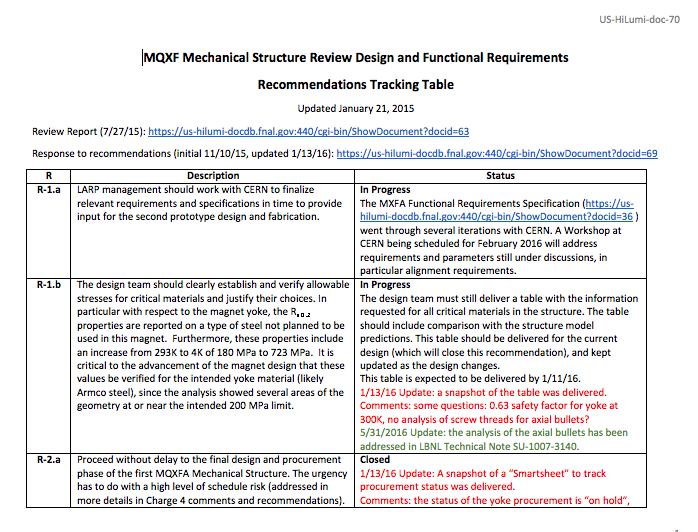 US-HiLumi-doc-70
MQXF Mechanical Structure Review Design and Functional Requirements
Recommendations Tracking Table
Updated January 21, 2015
Review Report (7/27/15): https://us-hilumi-docdb.fnal.gov:440/cgi-bin/ShowDocument?docid=63
Response to recommendations (initial 11/10/15, updated 1/13/16): https://us-hilumi-docdb.fnal.gov:440/cgi-bin/ShowDocument?docid=69
R Description Status
R-1.a
LARP management should work with CERN to finalize
relevant requirements and specifications in time to provide
input for the second prototype design and fabrication.
In Progress
The MXFA Functional Requirements Specification (https://us-
hilumi-docdb.fnal.gov:440/cgi-bin/ShowDocument?docid=36 )
went through several iterations with CERN. A Workshop at
CERN being scheduled for February 2016 will address
requirements and parameters still under discussions, in
particular alignment requirements.
R-1.b
The design team should clearly establish and verify allowable
stresses for critical materials and justify their choices. In
particular with respect to the magnet yoke, the Rp0.2
properties are reported on a type of steel not planned to be
used in this magnet. Furthermore, these properties include
an increase from 293K to 4K of 180 MPa to 723 MPa. It is
critical to the advancement of the magnet design that these
values be verified for the intended yoke material (likely
Armco steel), since the analysis showed several areas of the
geometry at or near the intended 200 MPa limit.
In Progress
The design team must still deliver a table with the information
requested for all critical materials in the structure. The table
should include comparison with the structure model
predictions. This table should be delivered for the current
design (which will close this recommendation), and kept
updated as the design changes.
This table is expected to be delivered by 1/11/16.
1/13/16 Update: a snapshot of the table was delivered.
Comments: some questions: 0.63 safety factor for yoke at
300K, no analysis of screw threads for axial bullets?
5/31/2016 Update: the analysis of the axial bullets has been
addressed in LBNL Technical Note SU-1007-3140.
R-2.a
Proceed without delay to the final design and procurement
phase of the first MQXFA Mechanical Structure. The urgency
has to do with a high level of schedule risk (addressed in
more details in Charge 4 comments and recommendations).
Closed
1/13/16 Update: A snapshot of a “Smartsheet” to track
procurement status was delivered.
Comments: the status of the yoke procurement is “on hold”,